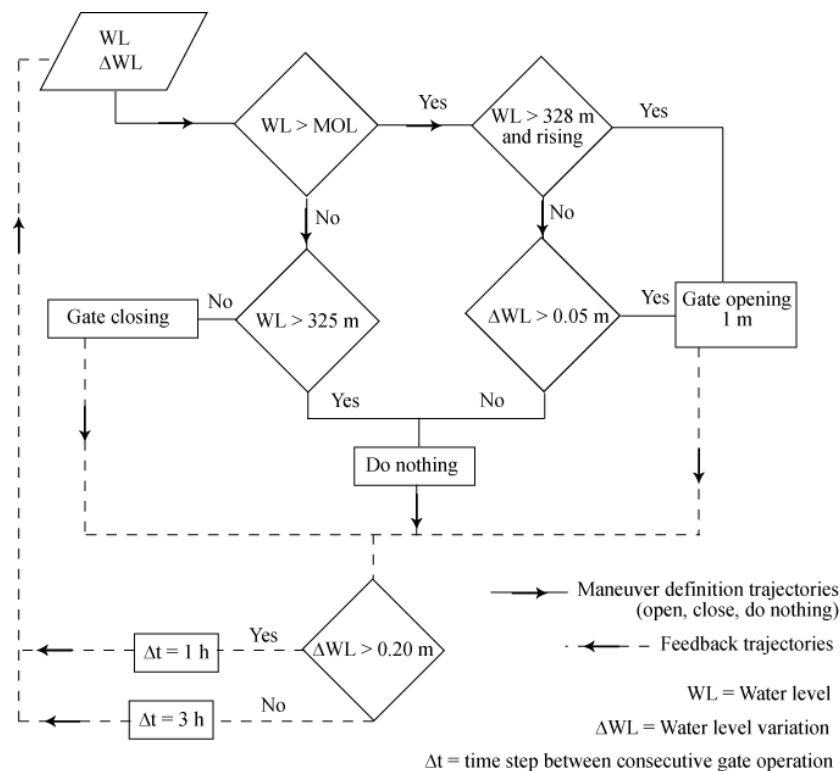 WL
ΔWL
WL > MOL
Yes
WL > 328 m
and rising
Yes
No
No
Gate closing
No
WL > 325 m
ΔWL > 0.05 m
Yes
Gate opening
1 m
Yes
No
Do nothing
ΔWL > 0.20 m
Yes
Δt = 1 h
No
Δt = 3 h
Maneuver definition trajectories
(open, close, do nothing)
Feedback trajectories
WL = Water level
ΔWL = Water level variation
Δt = time step between consecutive gate operation